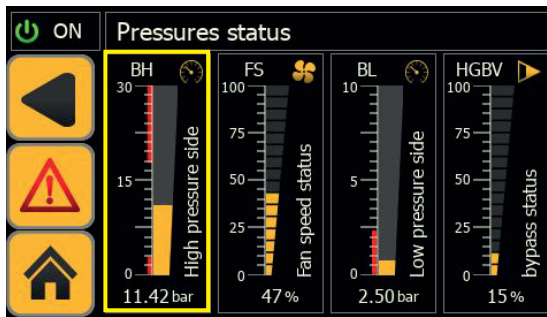 ON
Pressures status
BH
30
15
0
High pressure side
11.42 bar
FS
100
75
50
25
0
Fan speed status
47 %
BL
10
5
0
Low pressure side
2.50 bar
HGBV
100
75
50
25
0
bypass status
15 %